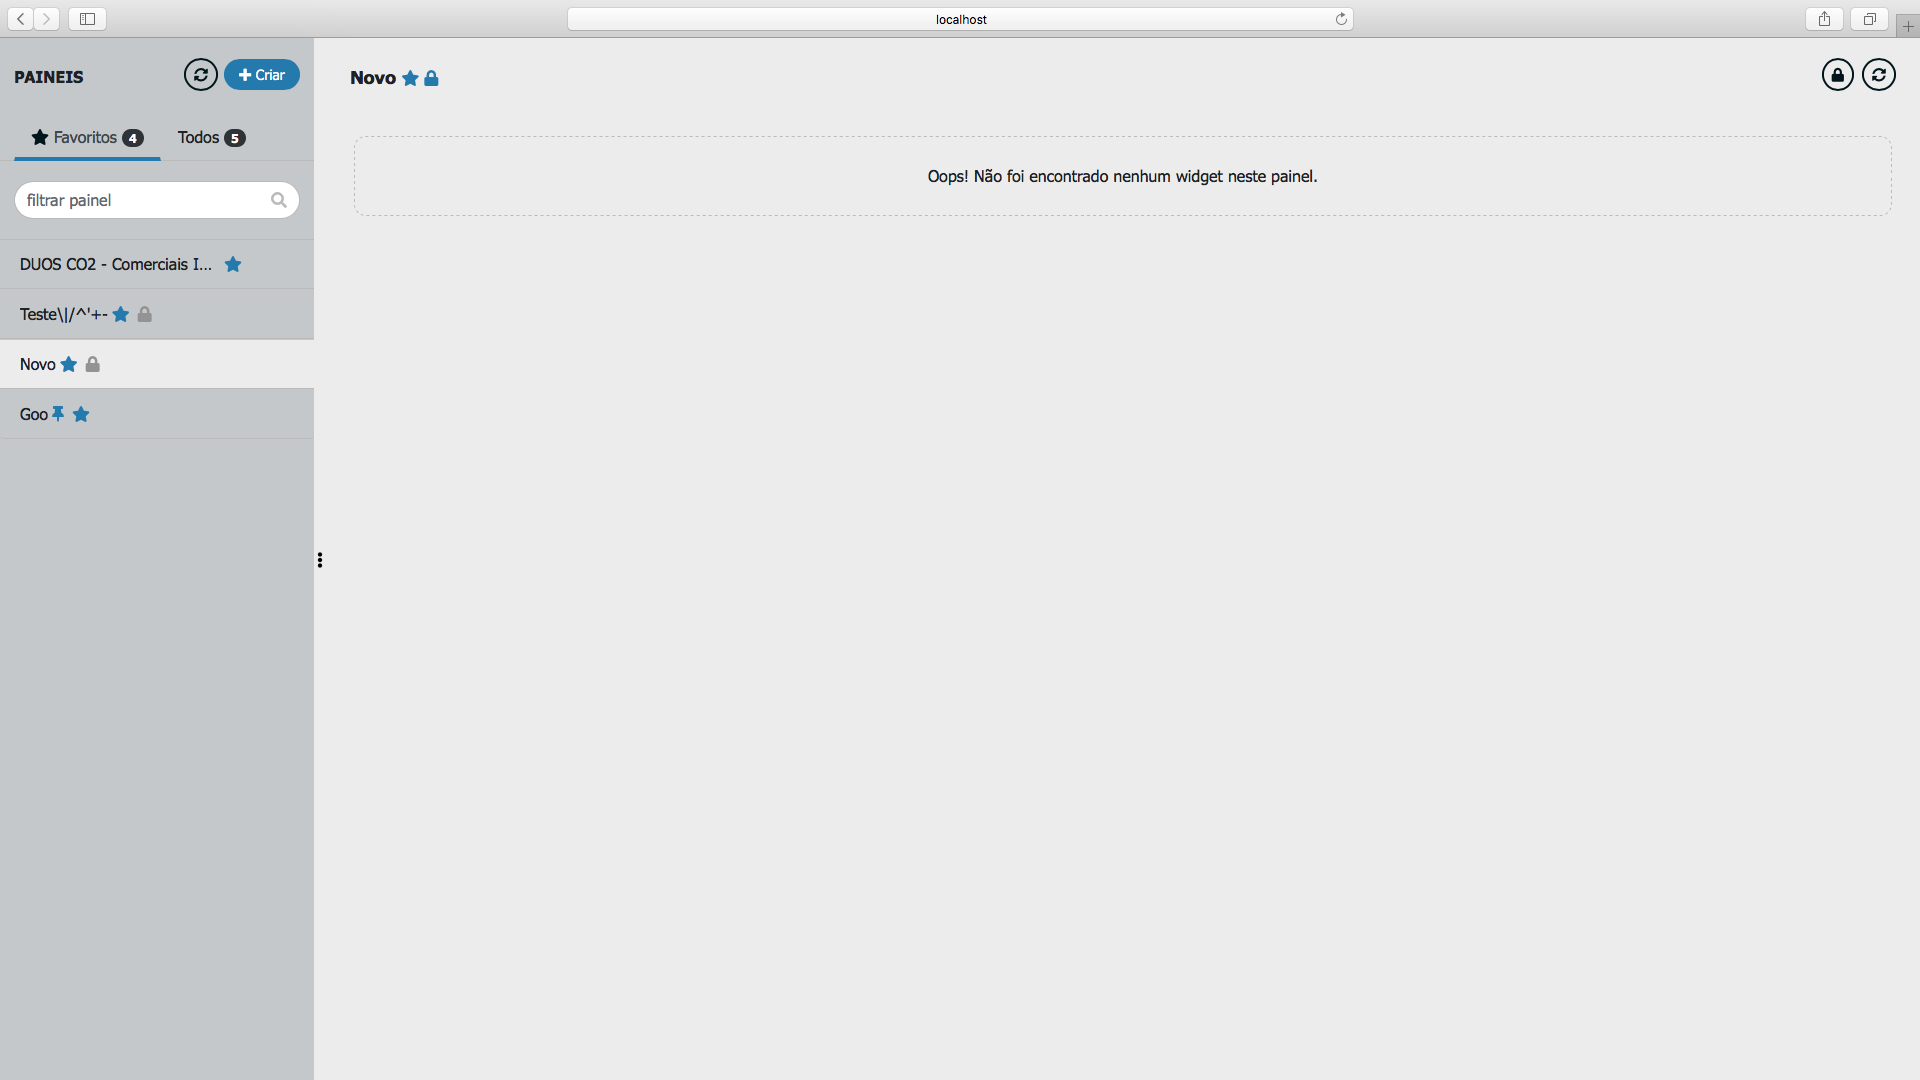 localhost
PAINEIS
Criar
Novo
Favoritos 4
Todos 5
filtrar painel
Oops! Não foi encontrado nenhum widget neste painel.
DUOS CO2 - Comerciais I...
Teste\|/^'+-
Novo
Goo